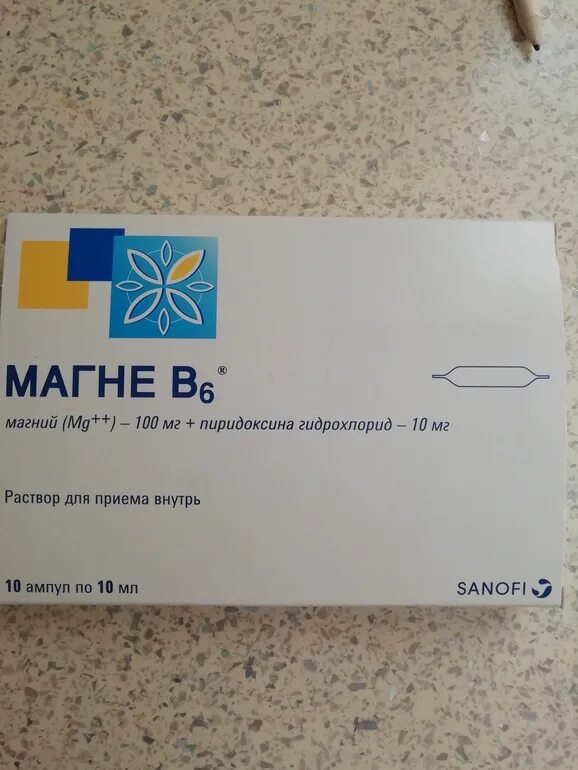 МАГНЕ B₆®
магний (Mg⁺⁺) – 100 мг + пиридоксина гидрохлорид – 10 мг
Раствор для приема внутрь
10 ампул по 10 мл
SANOFI